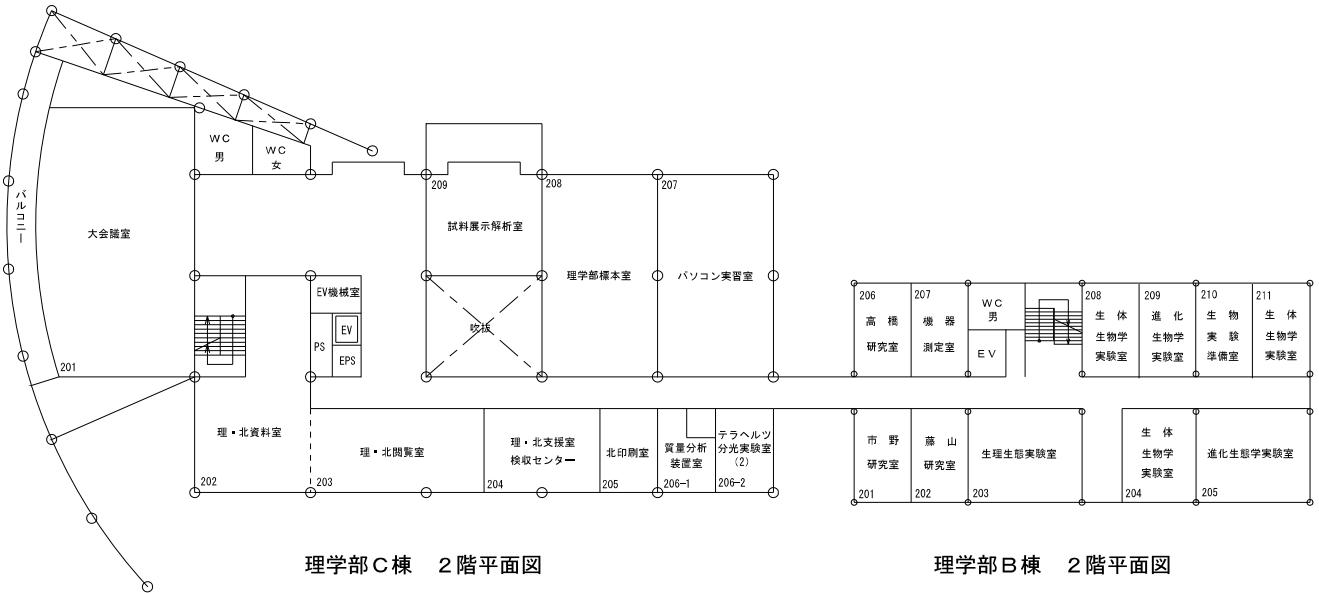 WC
男
WC
女
バルコニー
大会議室
201
209
試料展示解析室
208
理学部標本室
207
パソコン実習室
EV機械室
PS
EV
EPS
吹抜
理・北資料室
202
理・北閲覧室
203
理・北支援室
検収センター
204
北印刷室
205
質量分析
装置室
206-1
テラヘルツ
分光実験室
(2)
206-2
理学部C棟 2階平面図
206
高橋
研究室
207
機器
測定室
WC
男
EV
208
生体
生物学
実験室
209
進化
生物学
実験室
210
生物
実験
準備室
211
生体
生物学
実験室
市野
研究室
201
藤山
研究室
202
生理生態実験室
203
生体
生物学
実験室
204
進化生態学実験室
205
理学部B棟 2階平面図